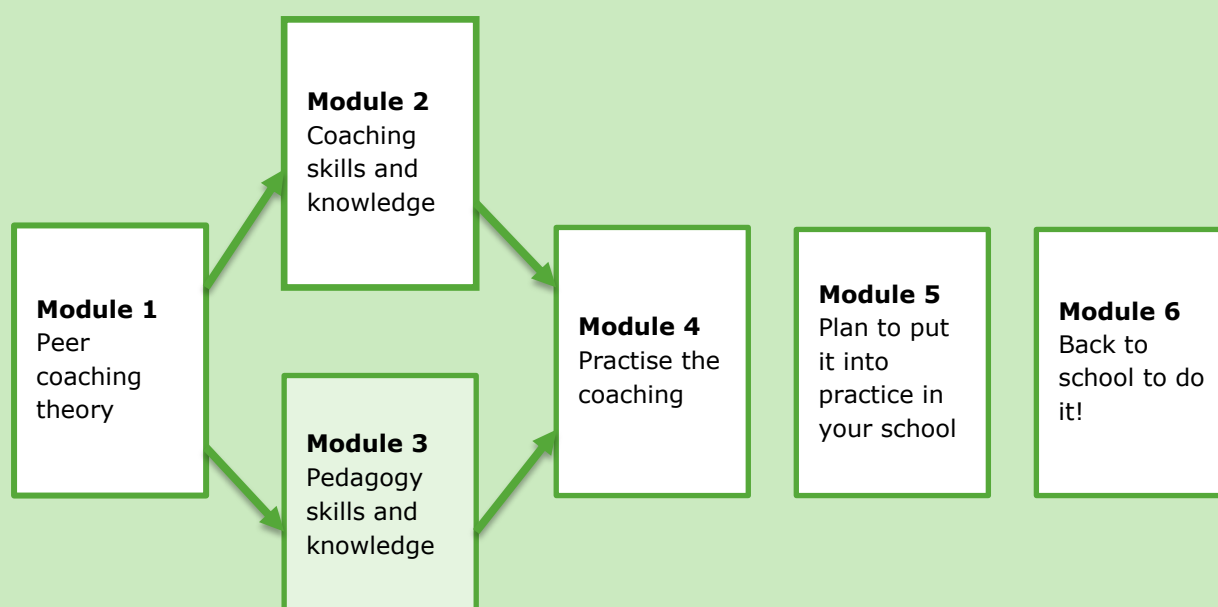 Module 1
Peer
coaching
theory
Module 2
Coaching
skills and
knowledge
Module 3
Pedagogy
skills and
knowledge
Module 4
Practise the
coaching
Module 5
Plan to put
it into
practice in
your school
Module 6
Back to
school to do
it!